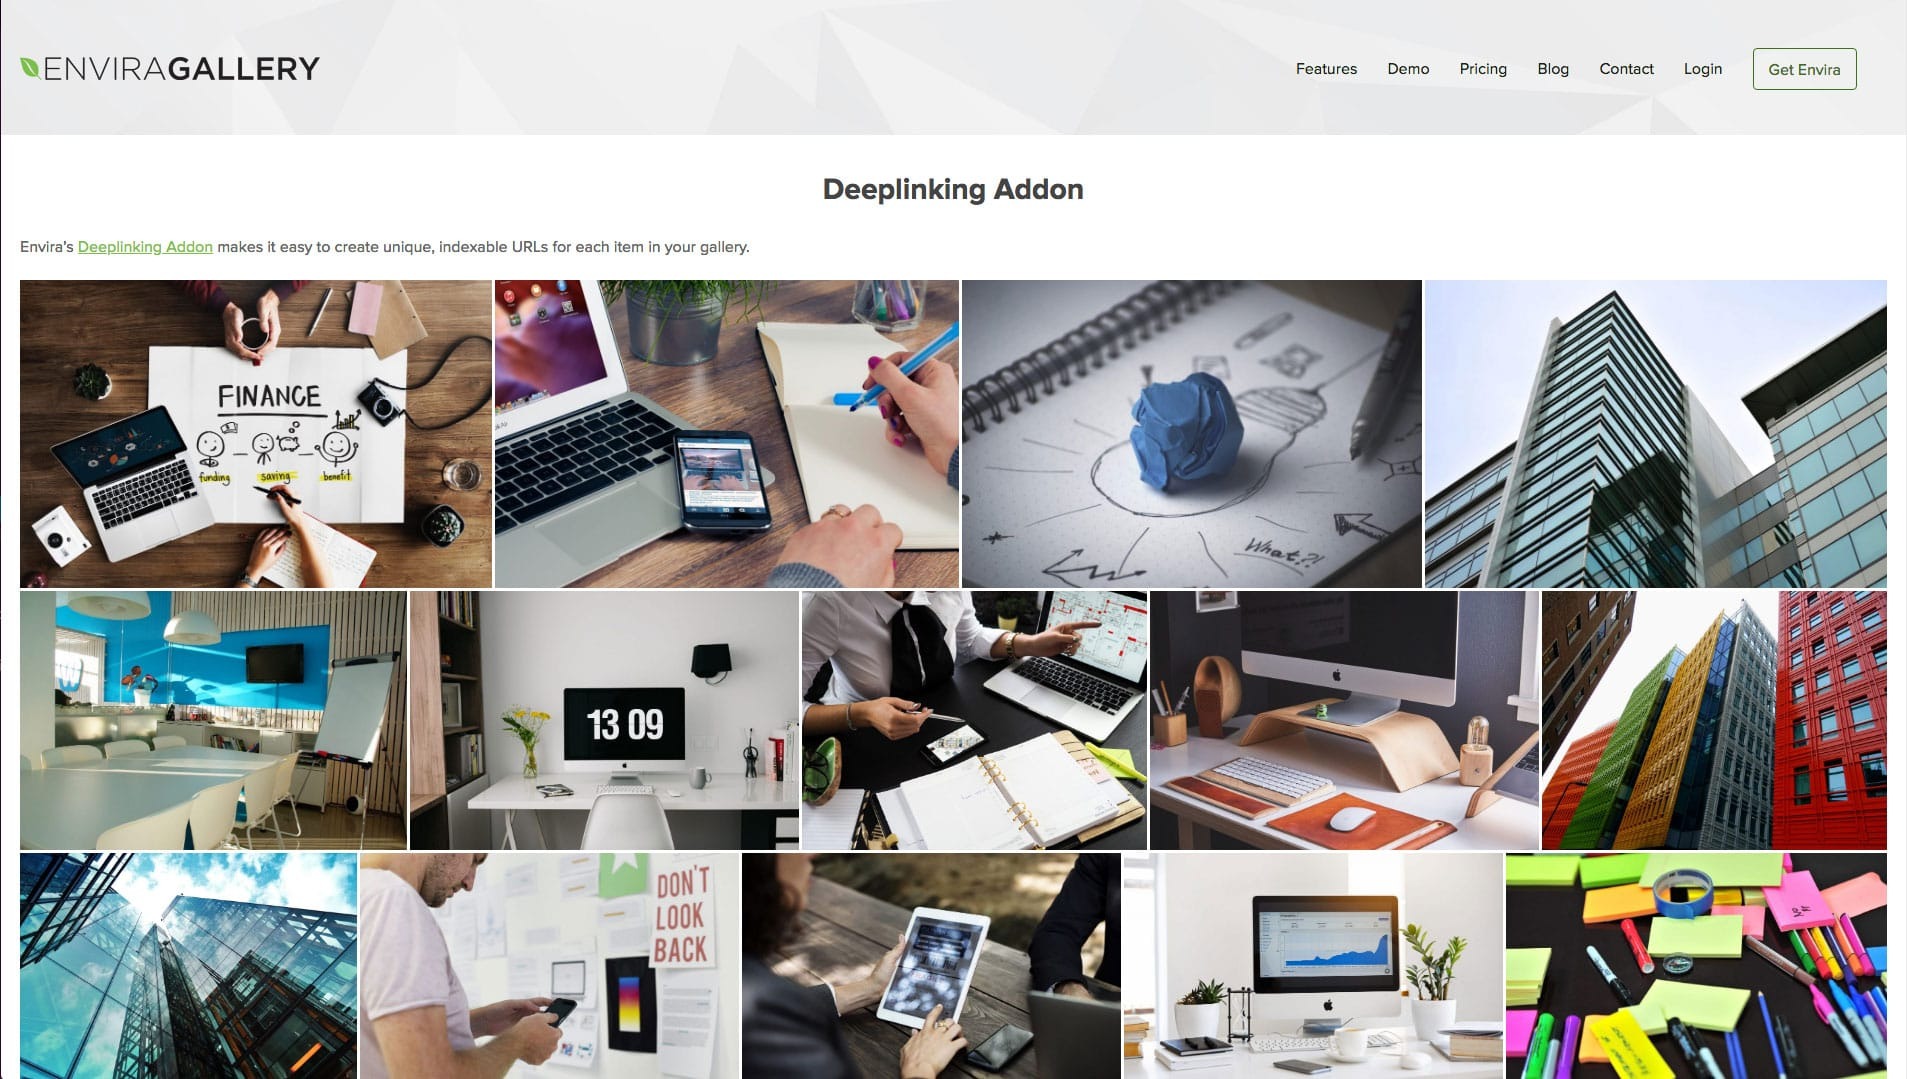 ENVIRAGALLERY
Features
Demo
Pricing
Blog
Contact
Login
Get Envira
Deeplinking Addon
Envira's Deeplinking Addon makes it easy to create unique, indexable URLs for each item in your gallery.
FINANCE
funding
saving
benefit
What?!
13 09
DON'T
LOOK
BACK